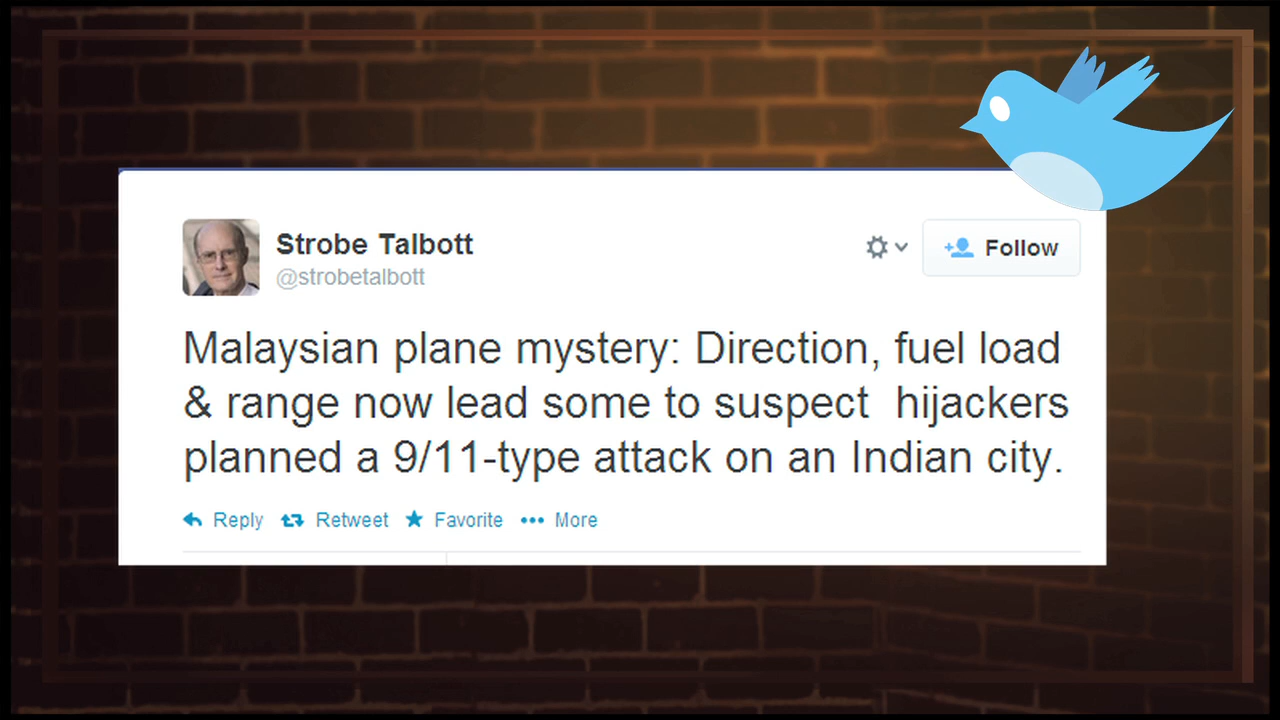 Strobe Talbott
@strobetalbott
Follow
Malaysian plane mystery: Direction, fuel load
& range now lead some to suspect  hijackers
planned a 9/11-type attack on an Indian city.
Reply Retweet Favorite More